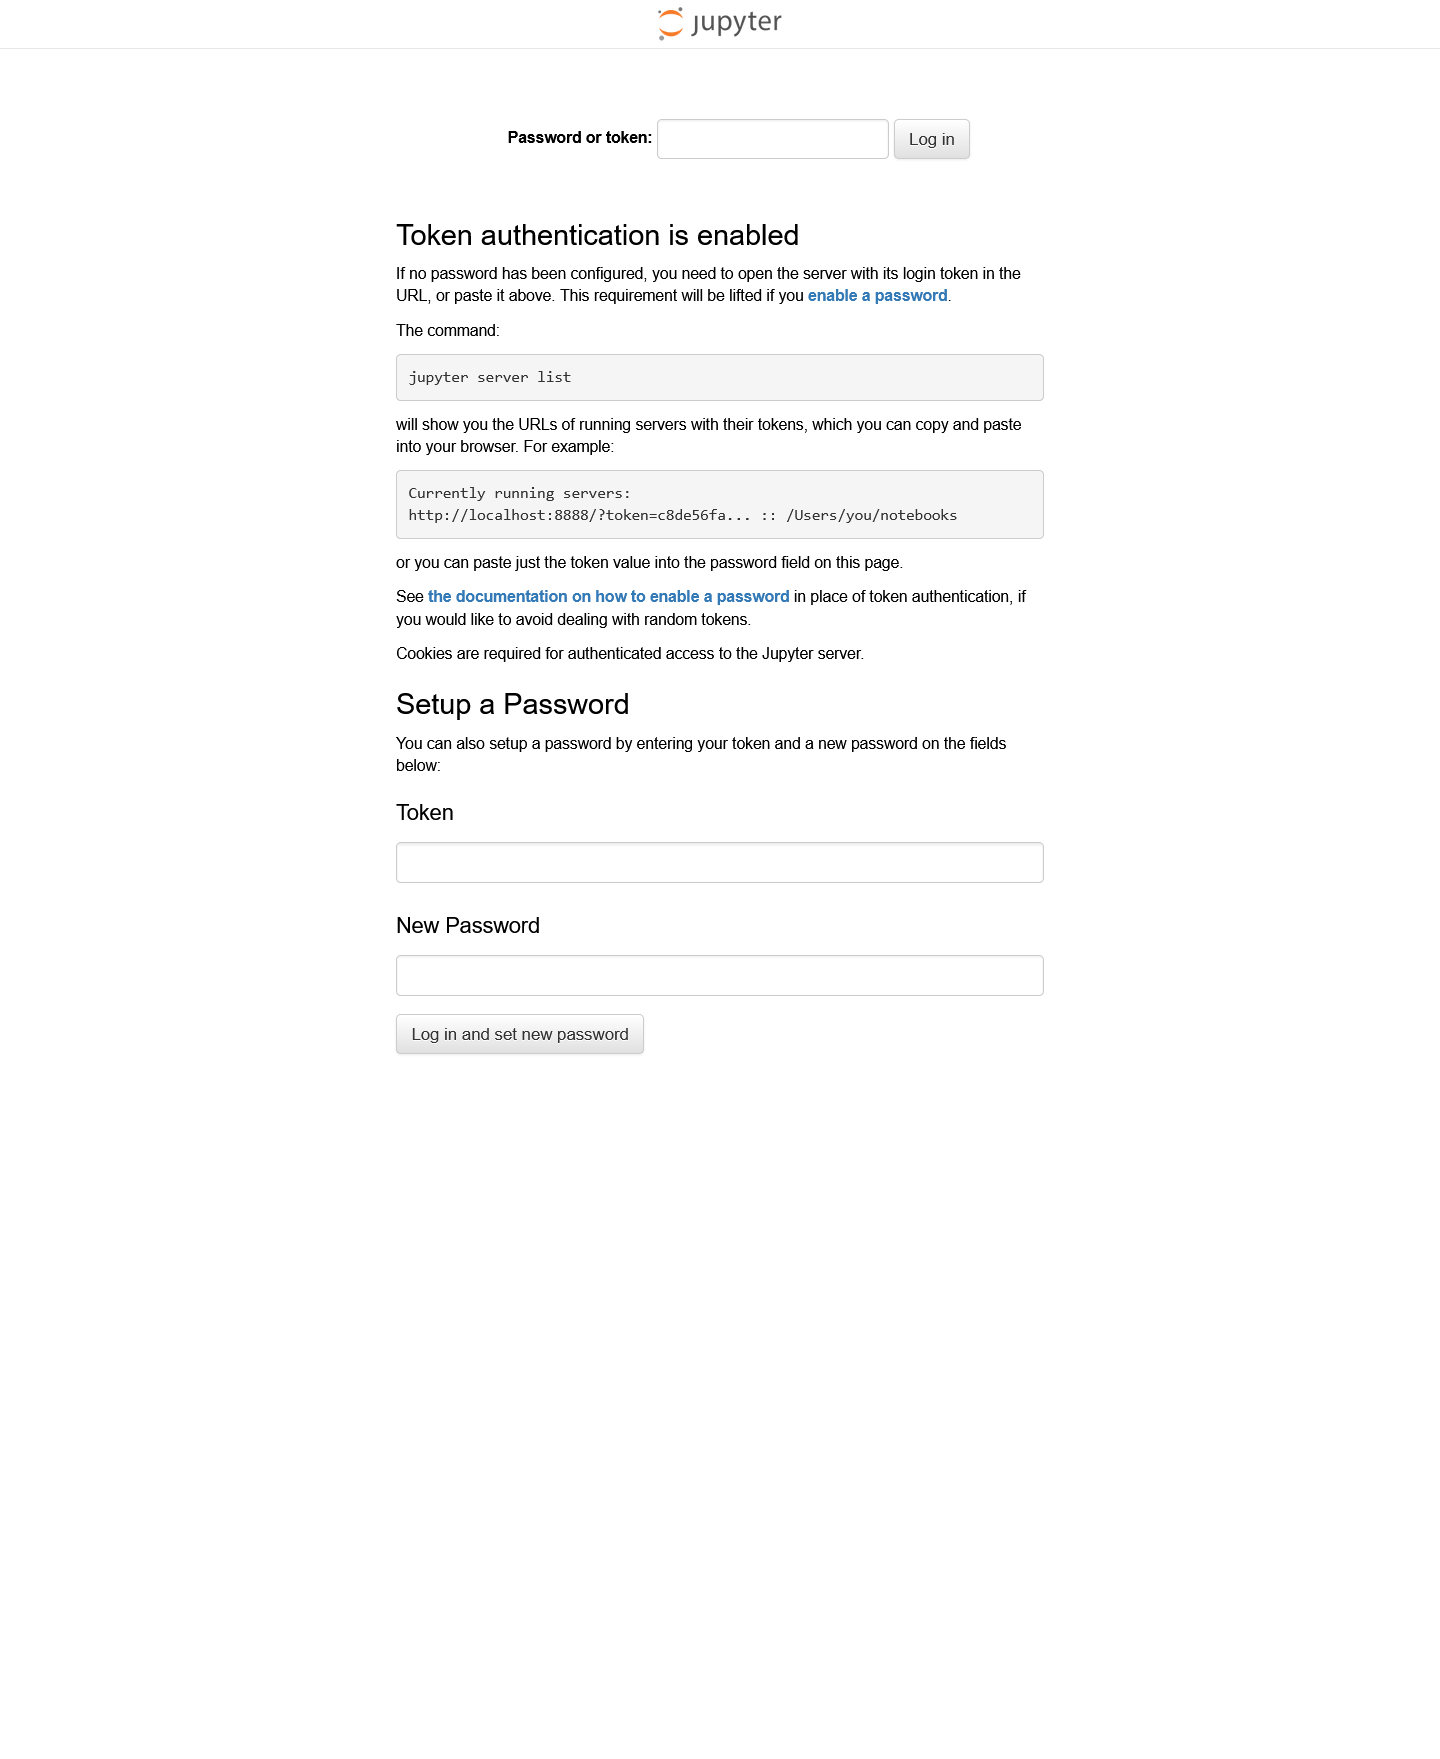 jupyter
Password or token:
Log in
Token authentication is enabled
If no password has been configured, you need to open the server with its login token in the
URL, or paste it above. This requirement will be lifted if you enable a password.
The command:
jupyter server list
will show you the URLs of running servers with their tokens, which you can copy and paste
into your browser. For example:
Currently running servers:
http://localhost:8888/?token=c8de56fa... :: /Users/you/notebooks
or you can paste just the token value into the password field on this page.
See the documentation on how to enable a password in place of token authentication, if
you would like to avoid dealing with random tokens.
Cookies are required for authenticated access to the Jupyter server.
Setup a Password
You can also setup a password by entering your token and a new password on the fields
below:
Token
New Password
Log in and set new password